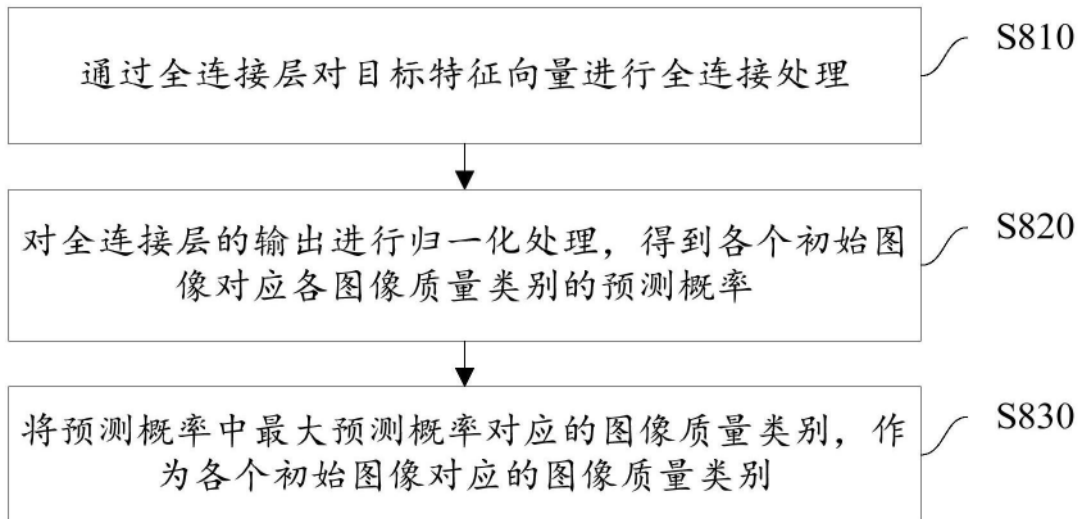 S810
通过全连接层对目标特征向量进行全连接处理
S820
对全连接层的输出进行归一化处理，得到各个初始图
像对应各图像质量类别的预测概率
S830
将预测概率中最大预测概率对应的图像质量类别，作
为各个初始图像对应的图像质量类别